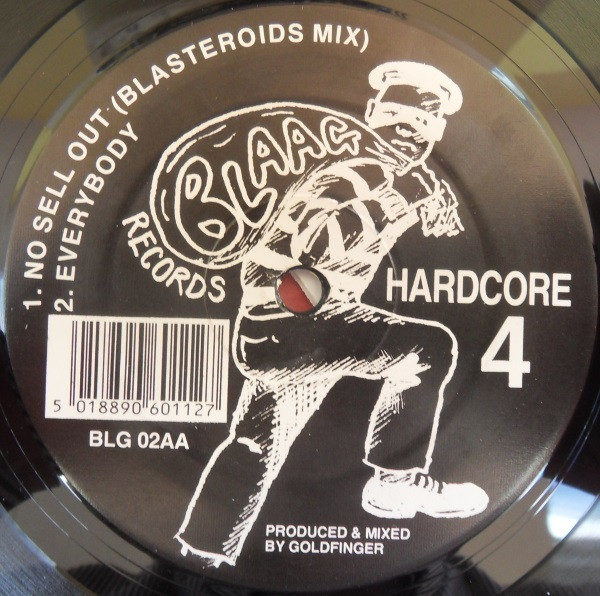 1. NO SELL OUT (BLASTEROIDS MIX)
2. EVERYBODY
BLAAG
RECORDS
HARDCORE
4
5 018890 601127
BLG 02AA
PRODUCED & MIXED
BY GOLDFINGER